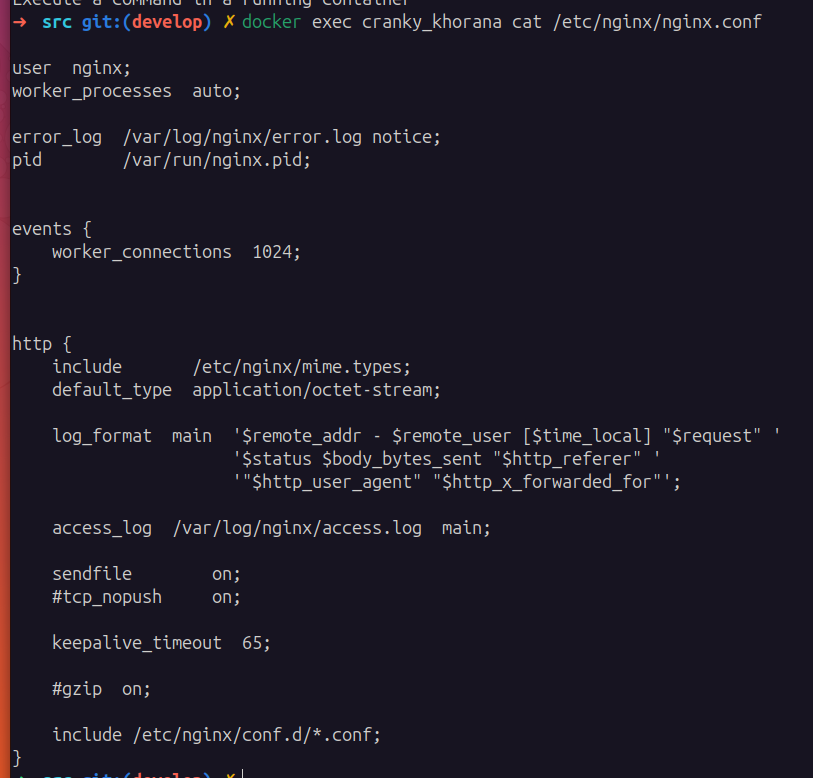 Execute a command in a running container
→ src git:(develop) ✗ docker exec cranky_khorana cat /etc/nginx/nginx.conf
user  nginx;
worker_processes  auto;
error_log  /var/log/nginx/error.log notice;
pid        /var/run/nginx.pid;
events {
    worker_connections  1024;
}
http {
    include       /etc/nginx/mime.types;
    default_type  application/octet-stream;
    log_format  main  '$remote_addr - $remote_user [$time_local] "$request" '
                      '$status $body_bytes_sent "$http_referer" '
                      '"$http_user_agent" "$http_x_forwarded_for"';
    access_log  /var/log/nginx/access.log  main;
    sendfile        on;
    #tcp_nopush     on;
    keepalive_timeout  65;
    #gzip  on;
    include /etc/nginx/conf.d/*.conf;
}
→ src git:(develop) ✗